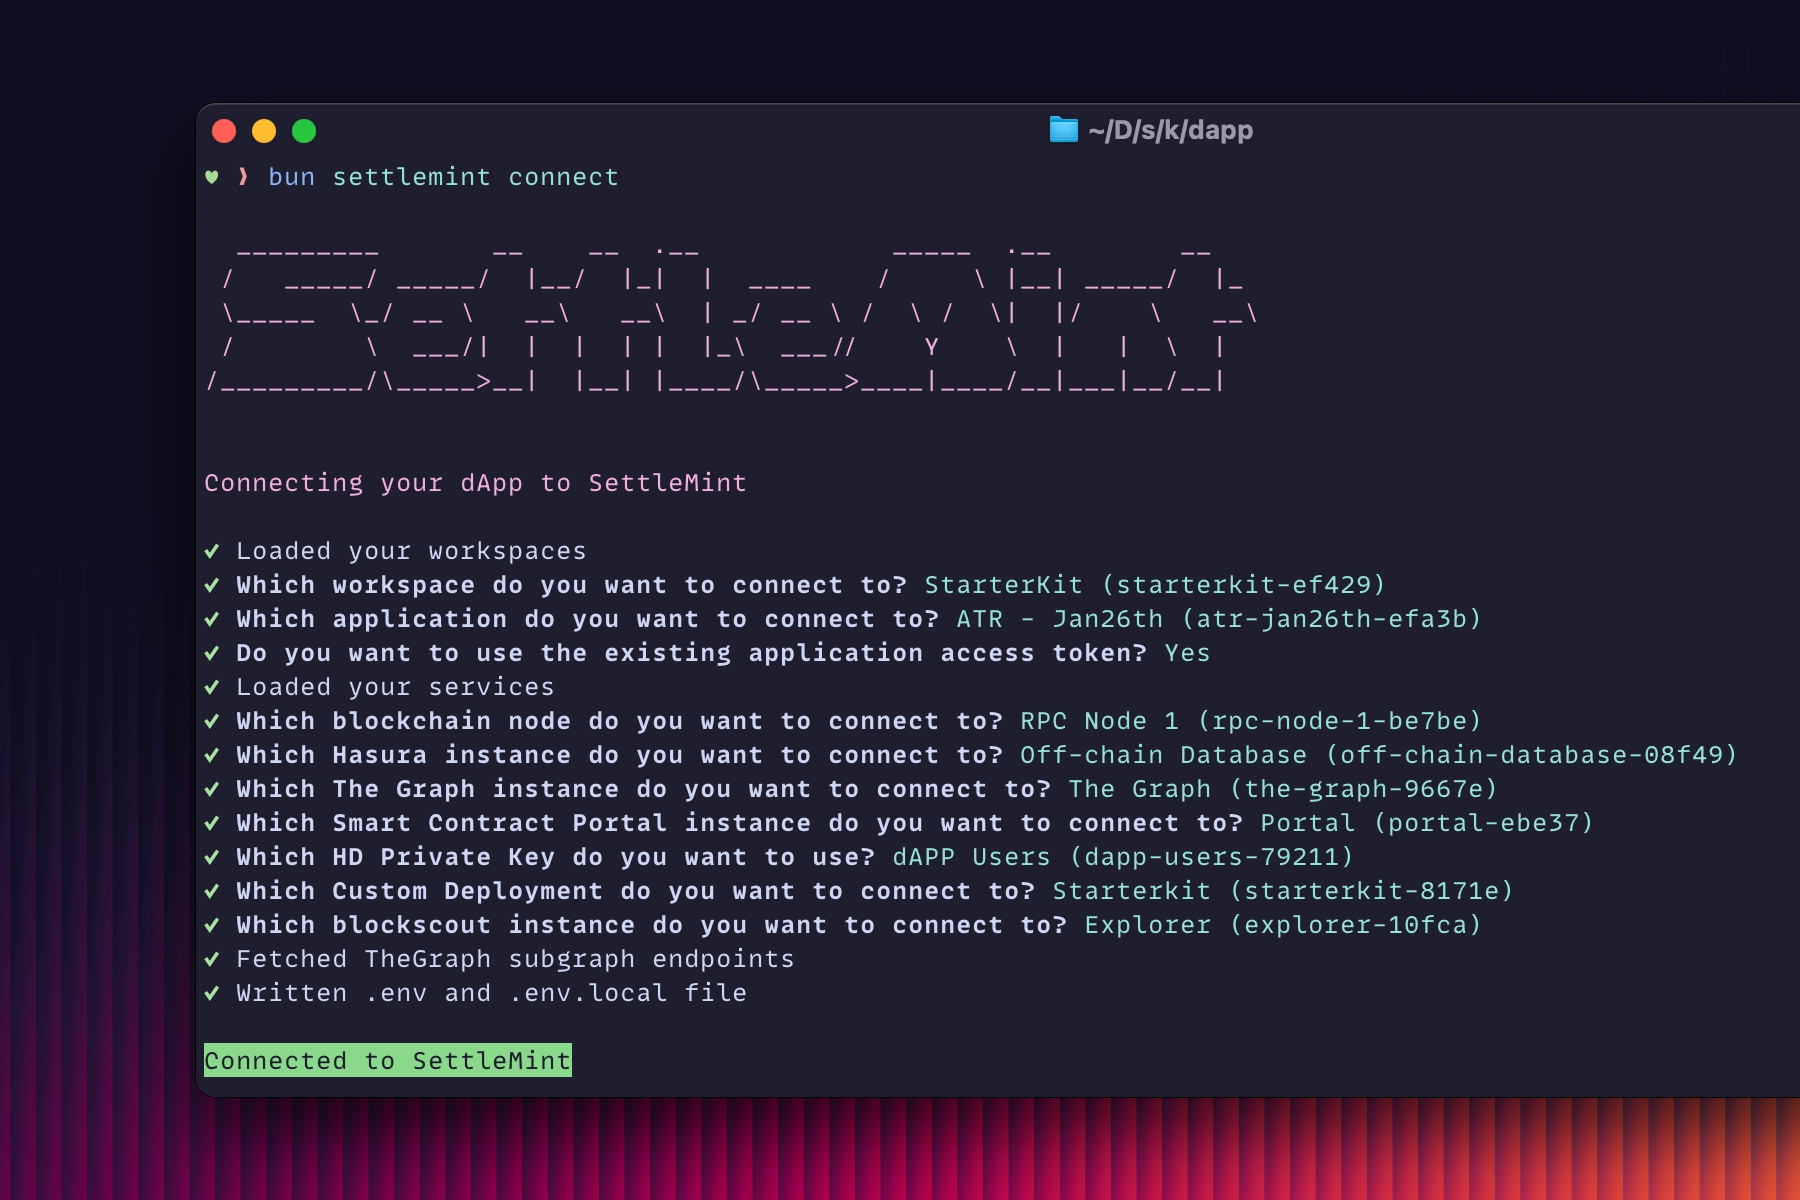 ~/D/s/k/dapp
♥ ❯ bun settlemint connect
SettleMint
Connecting your dApp to SettleMint
✔ Loaded your workspaces
✔ Which workspace do you want to connect to? StarterKit (starterkit-ef429)
✔ Which application do you want to connect to? ATR - Jan26th (atr-jan26th-efa3b)
✔ Do you want to use the existing application access token? Yes
✔ Loaded your services
✔ Which blockchain node do you want to connect to? RPC Node 1 (rpc-node-1-be7be)
✔ Which Hasura instance do you want to connect to? Off-chain Database (off-chain-database-08f49)
✔ Which The Graph instance do you want to connect to? The Graph (the-graph-9667e)
✔ Which Smart Contract Portal instance do you want to connect to? Portal (portal-ebe37)
✔ Which HD Private Key do you want to use? dAPP Users (dapp-users-79211)
✔ Which Custom Deployment do you want to connect to? Starterkit (starterkit-8171e)
✔ Which blockscout instance do you want to connect to? Explorer (explorer-10fca)
✔ Fetched TheGraph subgraph endpoints
✔ Written .env and .env.local file
Connected to SettleMint